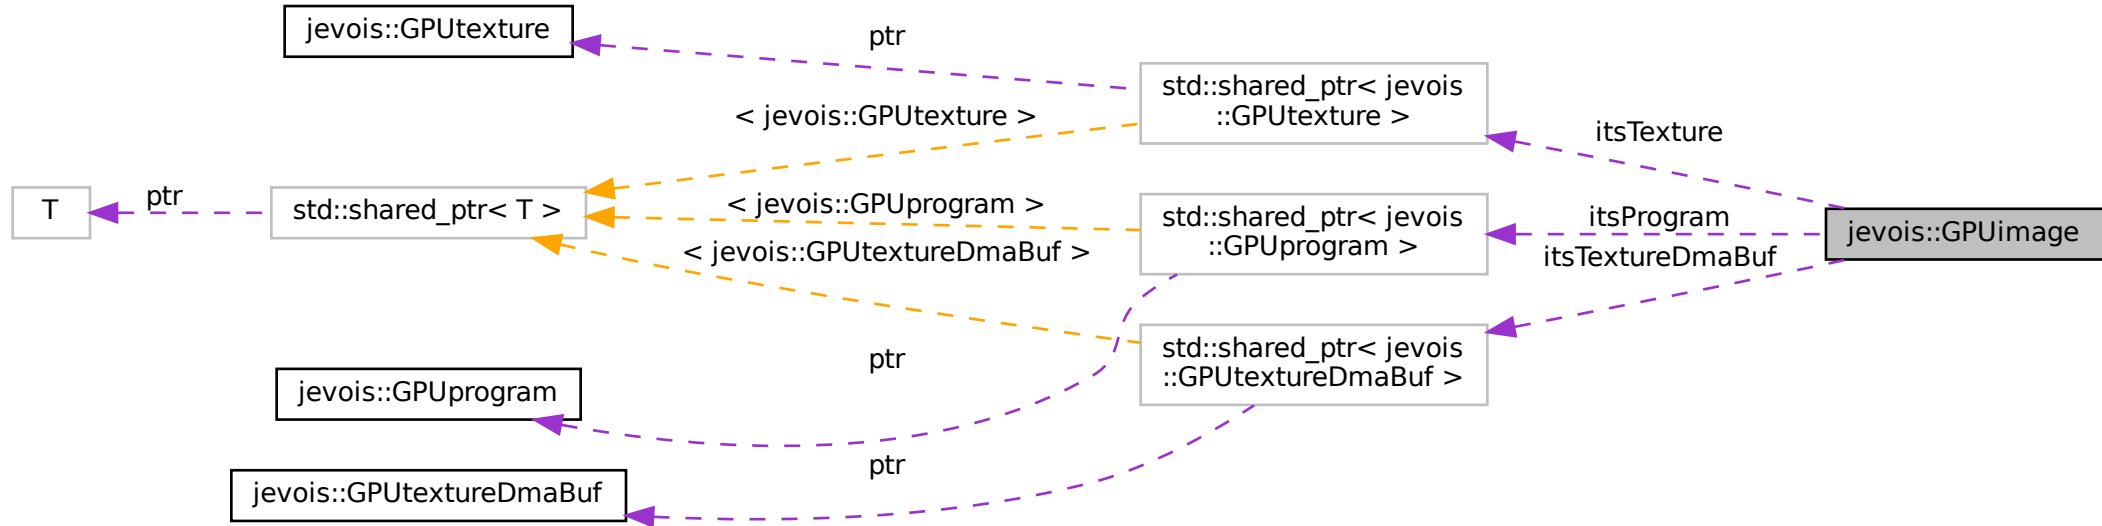 jevois::GPUtexture
ptr
std::shared_ptr< jevois
::GPUtexture >
< jevois::GPUtexture >
itsTexture
T
ptr
std::shared_ptr< T >
< jevois::GPUprogram >
std::shared_ptr< jevois
::GPUprogram >
itsProgram
jevois::GPUimage
< jevois::GPUtextureDmaBuf >
itsTextureDmaBuf
std::shared_ptr< jevois
::GPUtextureDmaBuf >
ptr
jevois::GPUprogram
ptr
jevois::GPUtextureDmaBuf